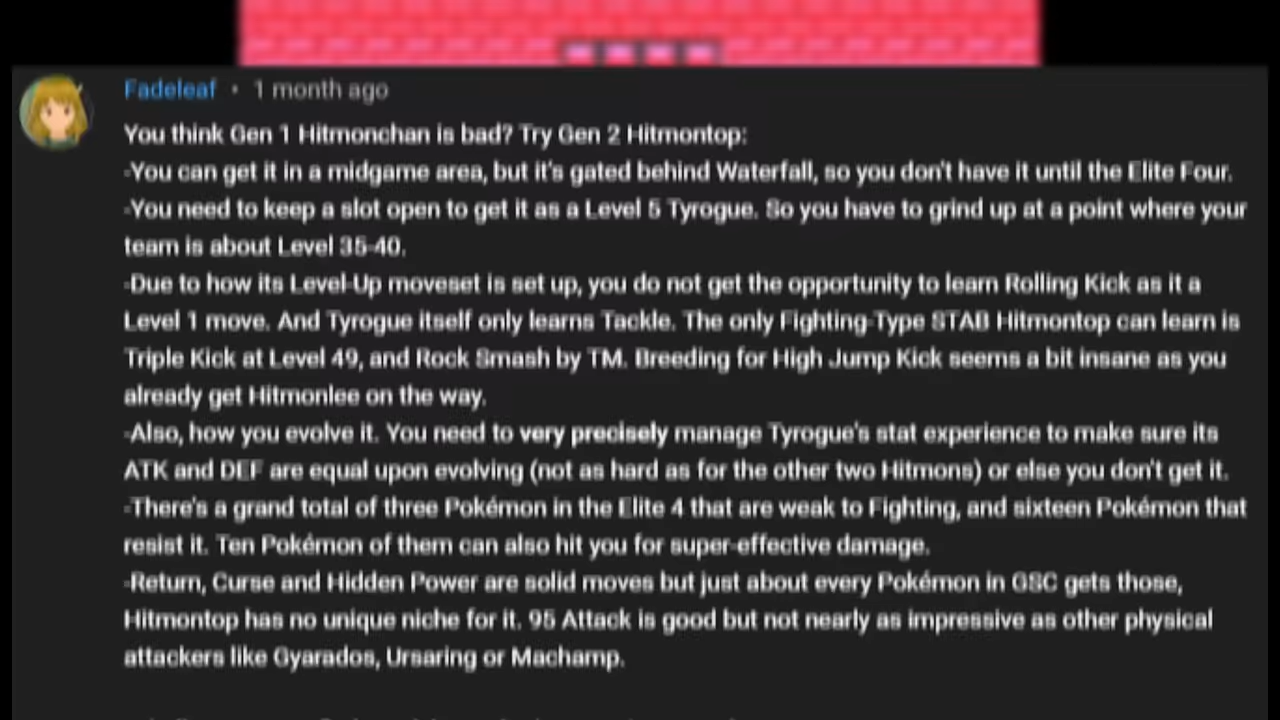 Fadeleaf • 1 month ago
You think Gen 1 Hitmonchan is bad? Try Gen 2 Hitmontop:
-You can get it in a midgame area, but it's gated behind Waterfall, so you don't have it until the Elite Four.
-You need to keep a slot open to get it as a Level 5 Tyrogue. So you have to grind up at a point where your
team is about Level 35-40.
-Due to how its Level-Up moveset is set up, you do not get the opportunity to learn Rolling Kick as it a
Level 1 move. And Tyrogue itself only learns Tackle. The only Fighting-Type STAB Hitmontop can learn is
Triple Kick at Level 49, and Rock Smash by TM. Breeding for High Jump Kick seems a bit insane as you
already get Hitmonlee on the way.
-Also, how you evolve it. You need to very precisely manage Tyrogue's stat experience to make sure its
ATK and DEF are equal upon evolving (not as hard as for the other two Hitmons) or else you don't get it.
-There's a grand total of three Pokémon in the Elite 4 that are weak to Fighting, and sixteen Pokémon that
resist it. Ten Pokémon of them can also hit you for super-effective damage.
-Return, Curse and Hidden Power are solid moves but just about every Pokémon in GSC gets those,
Hitmontop has no unique niche for it. 95 Attack is good but not nearly as impressive as other physical
attackers like Gyarados, Ursaring or Machamp.